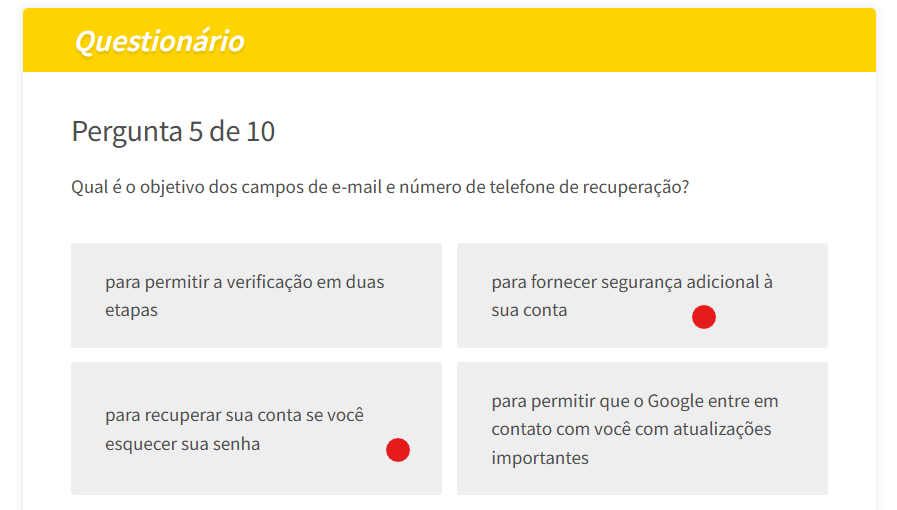 Questionário
Pergunta 5 de 10
Qual é o objetivo dos campos de e-mail e número de telefone de recuperação?
para permitir a verificação em duas
etapas
para fornecer segurança adicional à
sua conta
para recuperar sua conta se você
esquecer sua senha
para permitir que o Google entre em
contato com você com atualizações
importantes